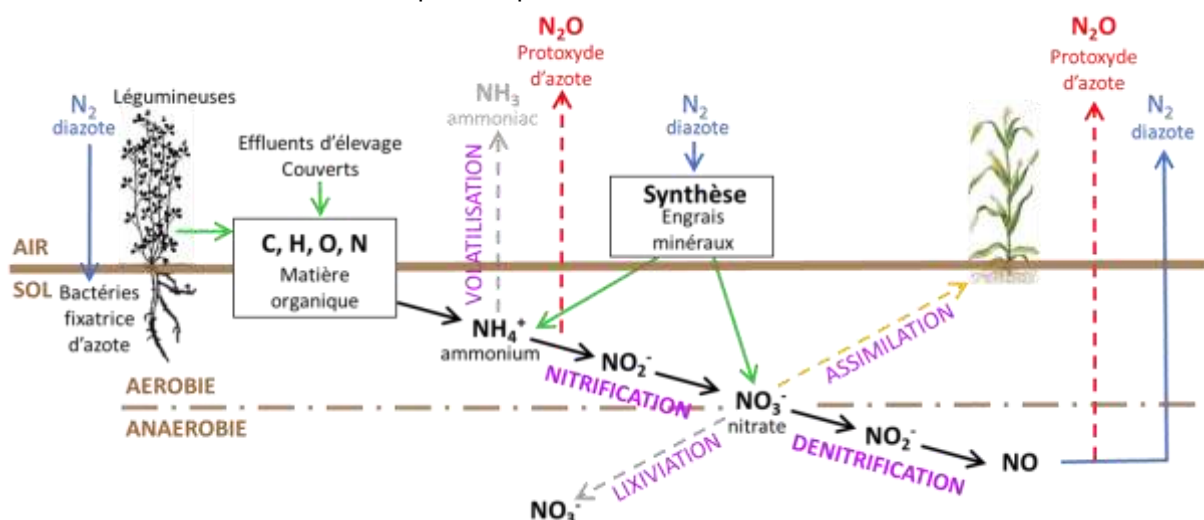 N₂O
Protoxyde
d'azote
N₂O
Protoxyde
d'azote
Légumineuses
N₂
diazote
NH₃
ammoniac
N₂
diazote
N₂
diazote
Effluents d'élevage
Couverts
VOLATILISATION
Synthèse
Engrais
minéraux
C, H, O, N
Matière
organique
AIR
SOL
Bactéries
fixatrice
d'azote
NH₄⁺
ammonium
NO₂⁻
NITRIFICATION
ASSIMILATION
AEROBIE
ANAEROBIE
NO₃⁻
nitrate
NO₂⁻
NO
DENITRIFICATION
LIXIVIATION
NO₃⁻